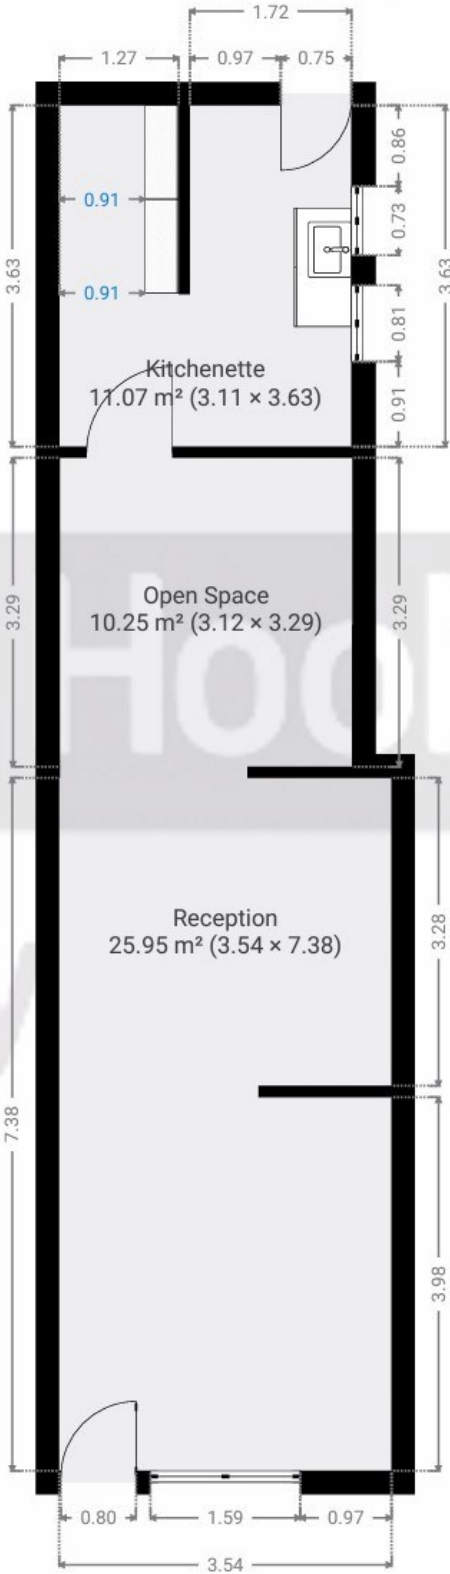 1.72
1.27 0.97 0.75
0.86
0.91
0.73
3.63
3.63
0.91
0.81
Kitchenette
11.07 m² (3.11 × 3.63)
0.91
Open Space
10.25 m² (3.12 × 3.29)
3.29
3.29
Hool
Reception
25.95 m² (3.54 × 7.38)
3.28
7.38
3.98
0.80 1.59 0.97
3.54